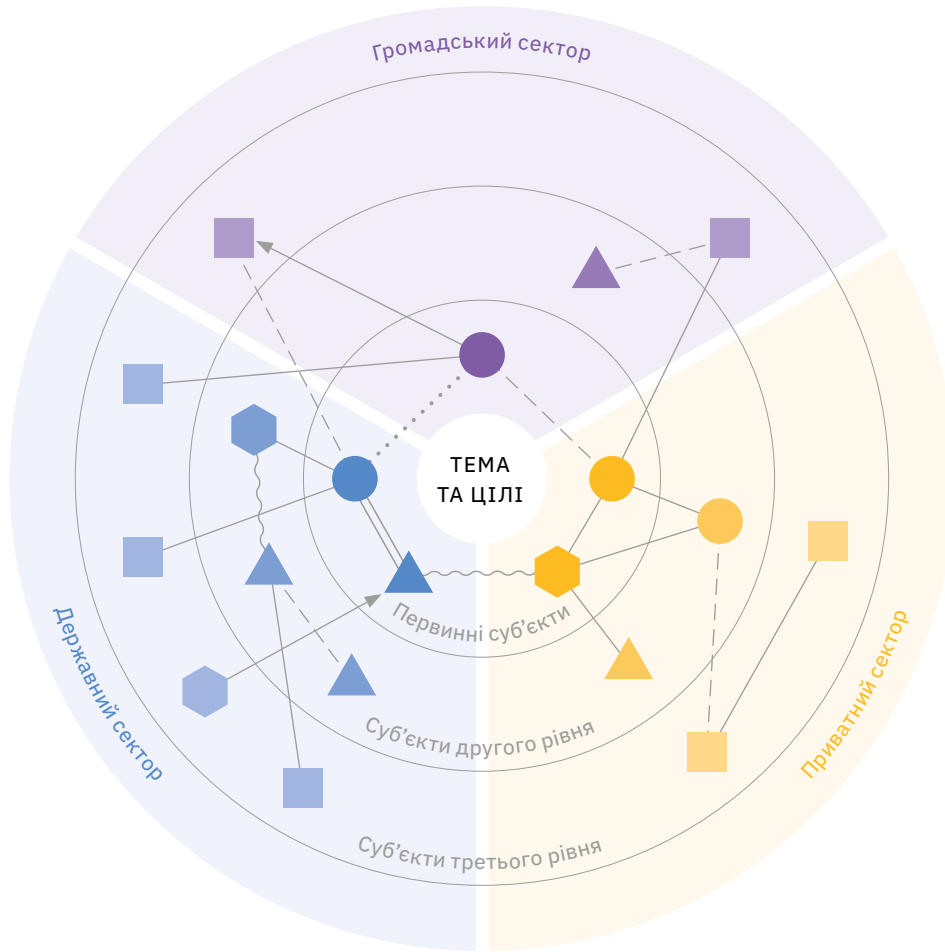 Громадський сектор
ТЕМА
ТА ЦІЛІ
Первинні суб’єкти
Державний сектор
Приватний сектор
Суб’єкти другого рівня
Суб’єкти третього рівня